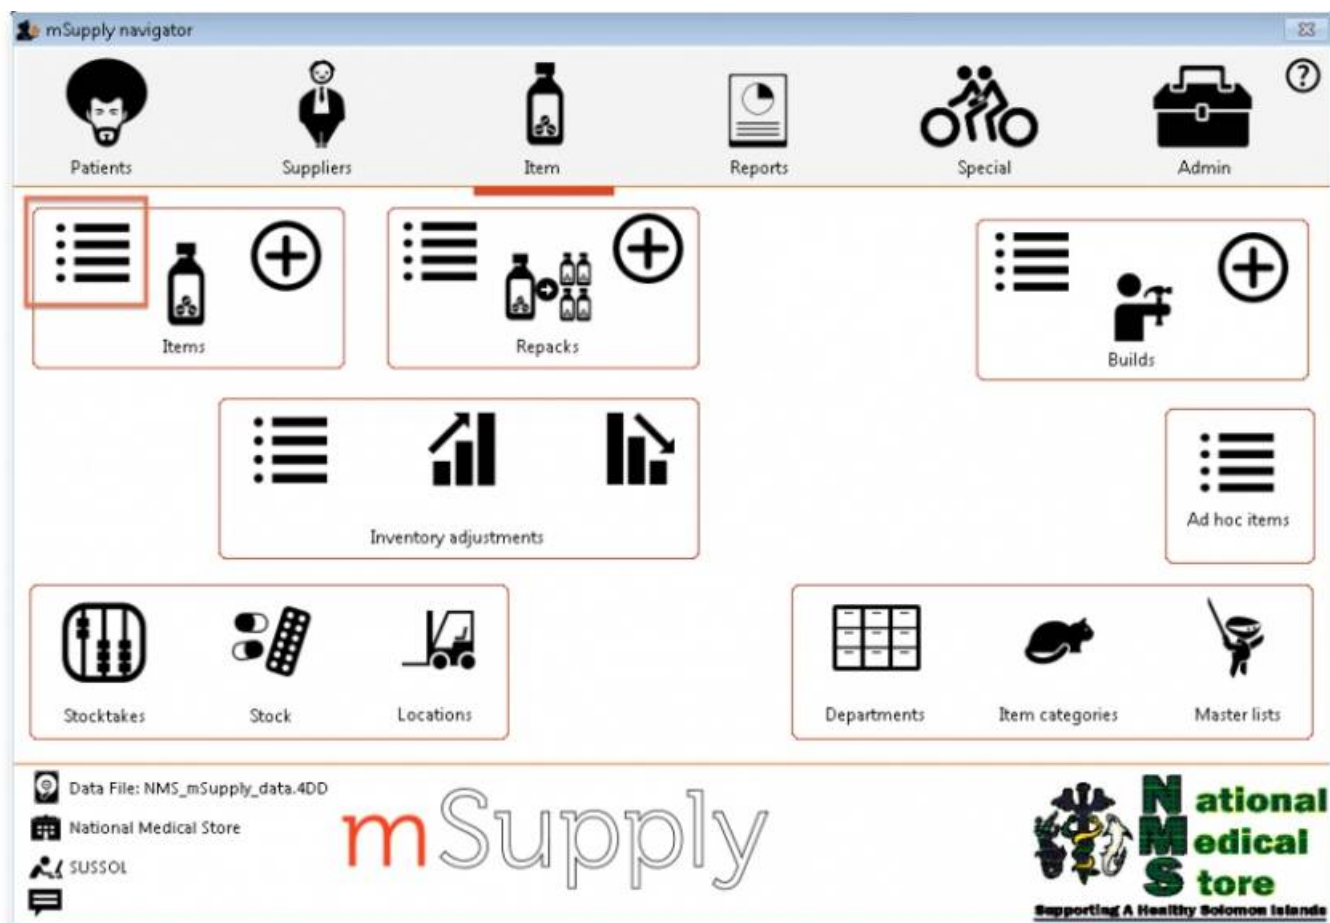 mSupply navigator
Patients
Suppliers
Item
Reports
Special
Admin
?
Items
Repacks
Builds
Inventory adjustments
Ad hoc items
Stocktakes
Stock
Locations
Departments
Item categories
Master lists
Data File: NMS_mSupply_data.4DD
National Medical Store
SUSSOL
mSupply
National
Medical
Store
Supporting A Healthy Solomon Islands